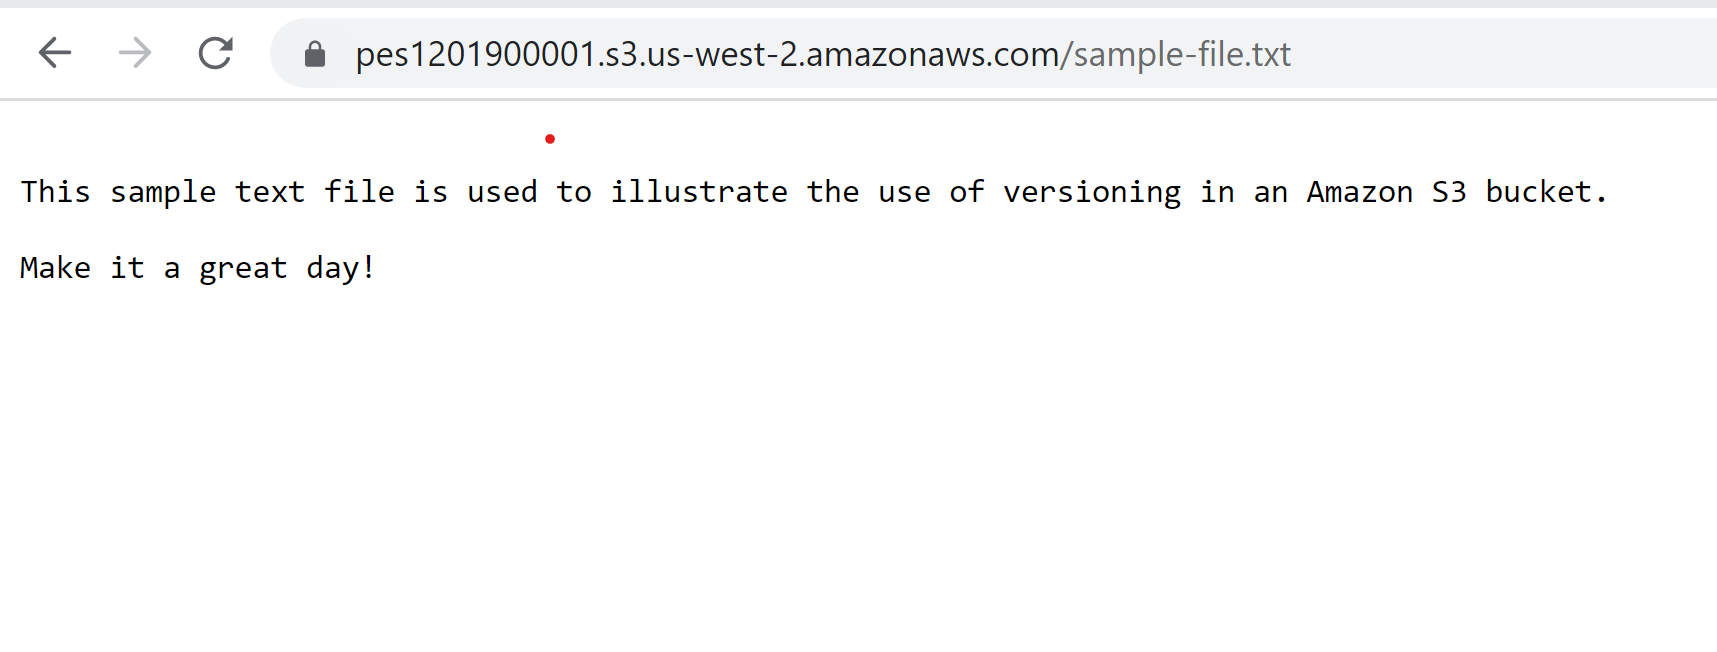 pes1201900001.s3.us-west-2.amazonaws.com/sample-file.txt
This sample text file is used to illustrate the use of versioning in an Amazon S3 bucket.
Make it a great day!